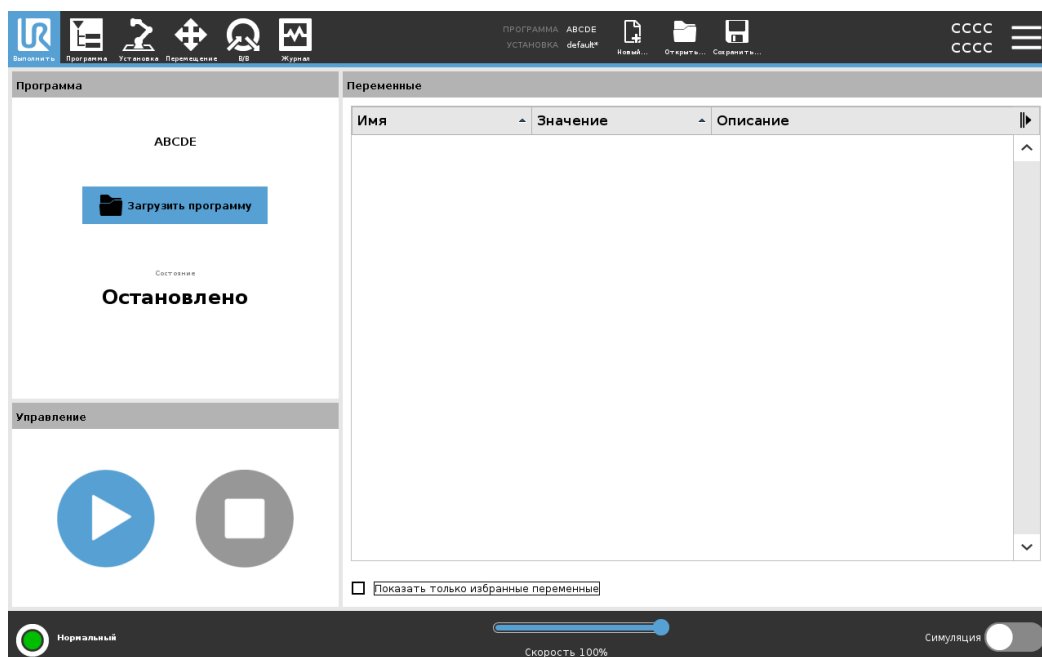 Выполнить
Программа
Установка
Перемещение
В/В
Журнал
ПРОГРАММА ABCDE
УСТАНОВКА default*
Новый...
Открыть...
Сохранить...
CCCC
CCCC
Программа
ABCDE
Загрузить программу
Состояние
Остановлено
Управление
Переменные
Имя
Значение
Описание
Показать только избранные переменные
Нормальный
Скорость 100%
Симуляция